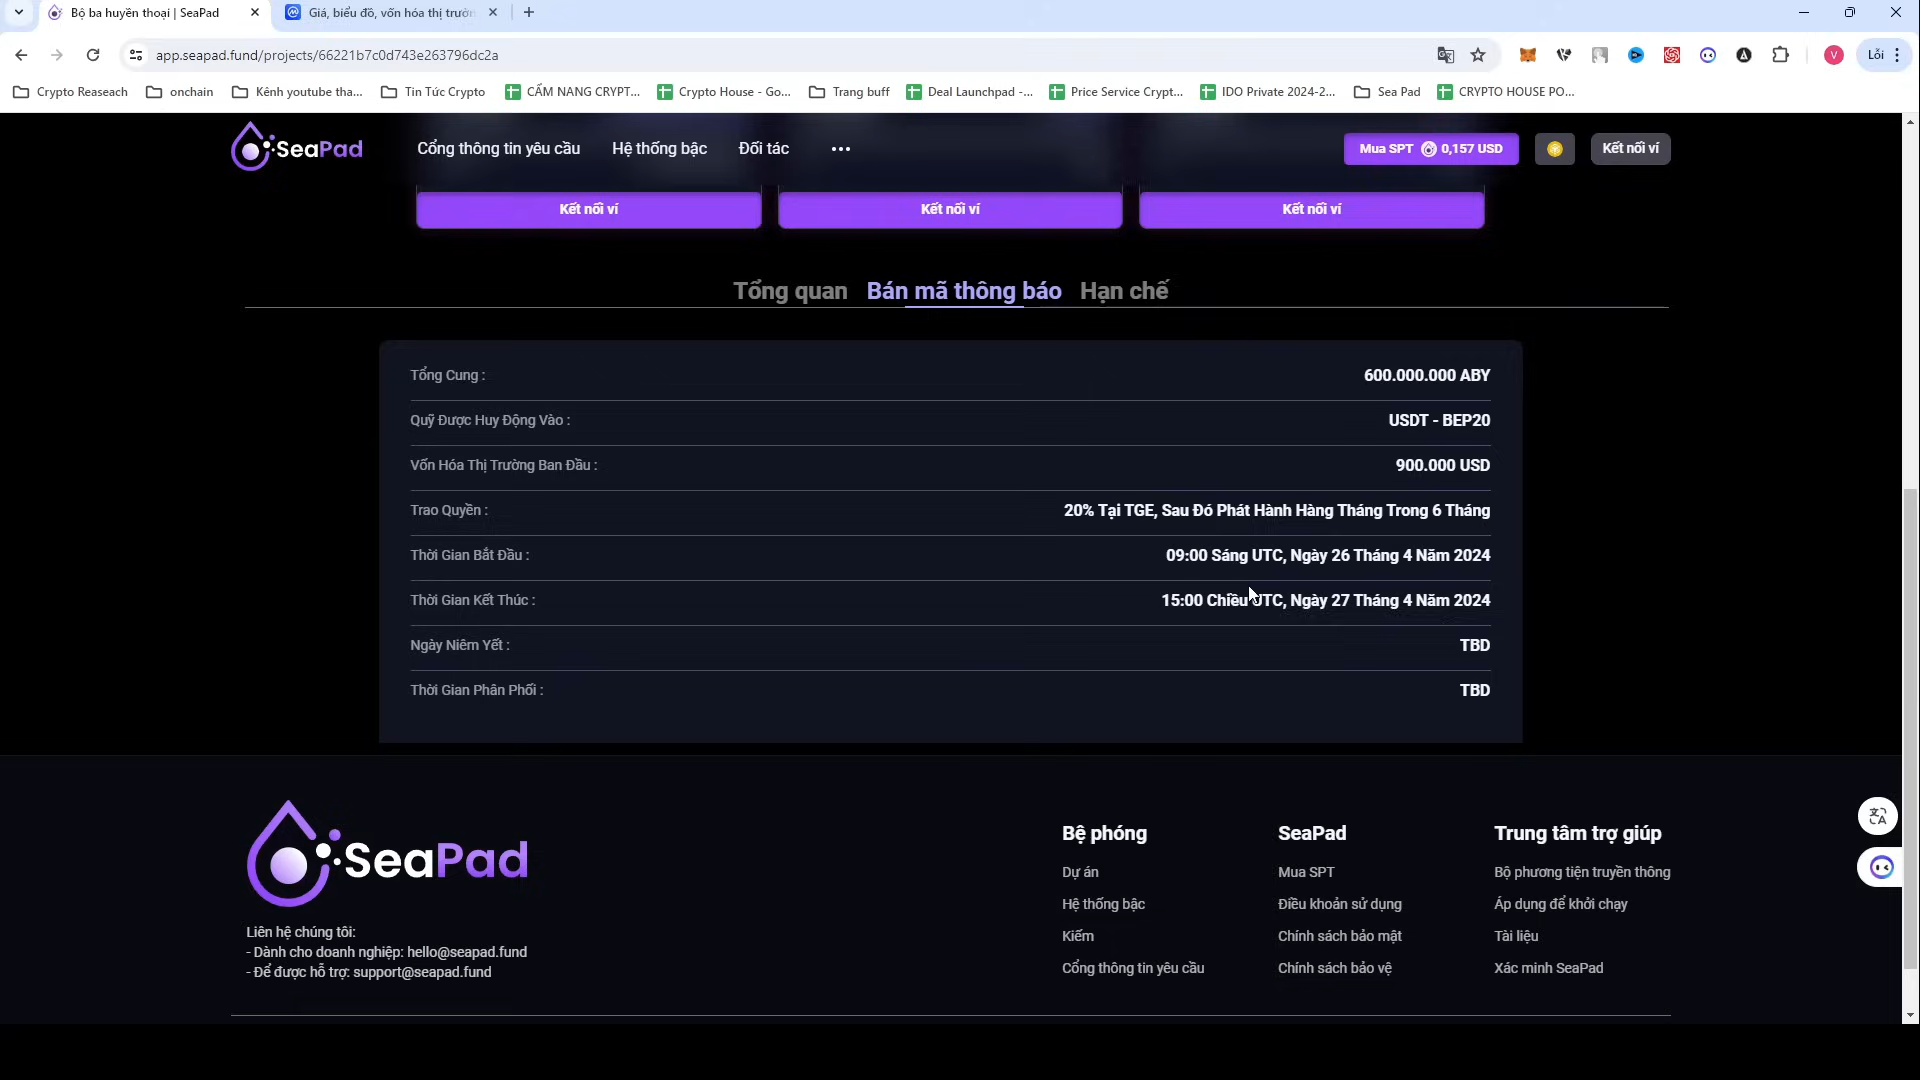 Bộ ba huyền thoại | SeaPad
Giá, biểu đồ, vốn hóa thị trườn
app.seapad.fund/projects/66221b7c0d743e263796dc2a
V
Lỗi
Crypto Reaseach
onchain
Kênh youtube tha...
Tin Tức Crypto
CẨM NANG CRYPT...
Crypto House - Go...
Trang buff
Deal Launchpad -...
Price Service Crypt...
IDO Private 2024-2...
Sea Pad
CRYPTO HOUSE PO...
SeaPad
Cổng thông tin yêu cầu
Hệ thống bậc
Đối tác
Mua SPT 0,157 USD
Kết nối ví
Kết nối ví
Kết nối ví
Kết nối ví
Tổng quan
Bán mã thông báo
Hạn chế
Tổng Cung :
600.000.000 ABY
Quỹ Được Huy Động Vào :
USDT - BEP20
Vốn Hóa Thị Trường Ban Đầu :
900.000 USD
Trao Quyền :
20% Tại TGE, Sau Đó Phát Hành Hàng Tháng Trong 6 Tháng
Thời Gian Bắt Đầu :
09:00 Sáng UTC, Ngày 26 Tháng 4 Năm 2024
Thời Gian Kết Thúc :
15:00 Chiều UTC, Ngày 27 Tháng 4 Năm 2024
Ngày Niêm Yết :
TBD
Thời Gian Phân Phối :
TBD
SeaPad
Liên hệ chúng tôi:
- Dành cho doanh nghiệp: hello@seapad.fund
- Để được hỗ trợ: support@seapad.fund
Bệ phóng
Dự án
Hệ thống bậc
Kiếm
Cổng thông tin yêu cầu
SeaPad
Mua SPT
Điều khoản sử dụng
Chính sách bảo mật
Chính sách bảo vệ
Trung tâm trợ giúp
Bộ phương tiện truyền thông
Áp dụng để khởi chạy
Tài liệu
Xác minh SeaPad